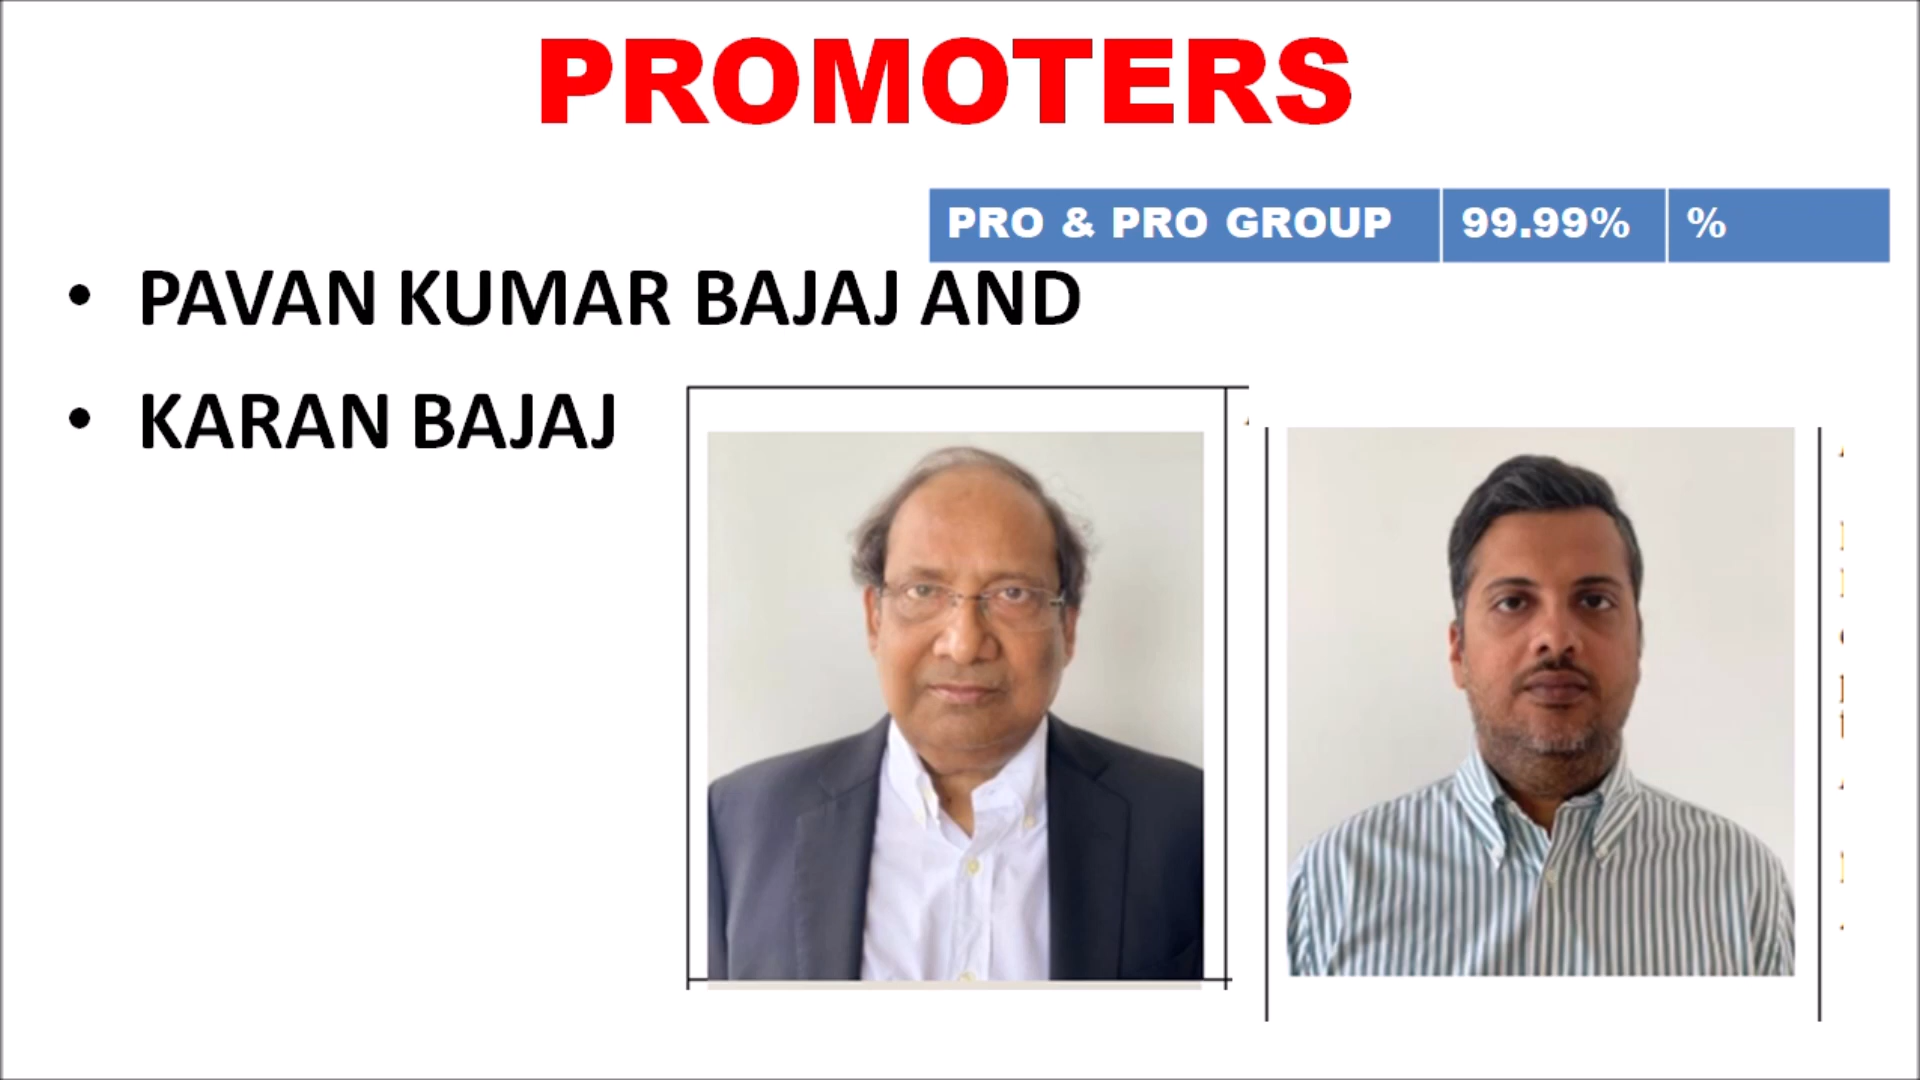 PROMOTERS
PRO & PRO GROUP 99.99% %
• PAVAN KUMAR BAJAJ AND
• KARAN BAJAJ